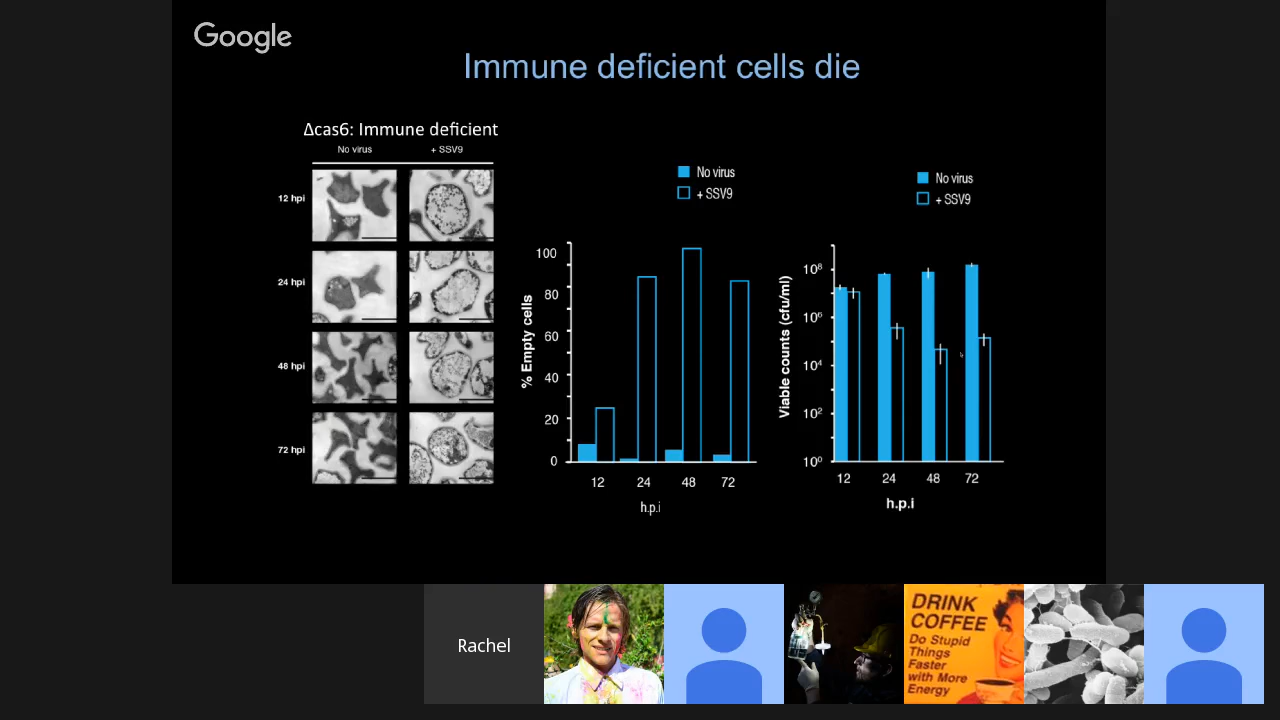 Google
Immune deficient cells die
Δcas6: Immune deficient
No virus
+ SSV9
12 hpi
24 hpi
48 hpi
72 hpi
No virus
+ SSV9
% Empty cells
100
80
60
40
20
0
12 24 48 72
h.p.i
No virus
+ SSV9
Viable counts (cfu/ml)
10⁸
10⁶
10⁴
10²
10⁰
12 24 48 72
h.p.i
Rachel
DRINK
COFFEE
Do Stupid
Things
Faster
with More
Energy